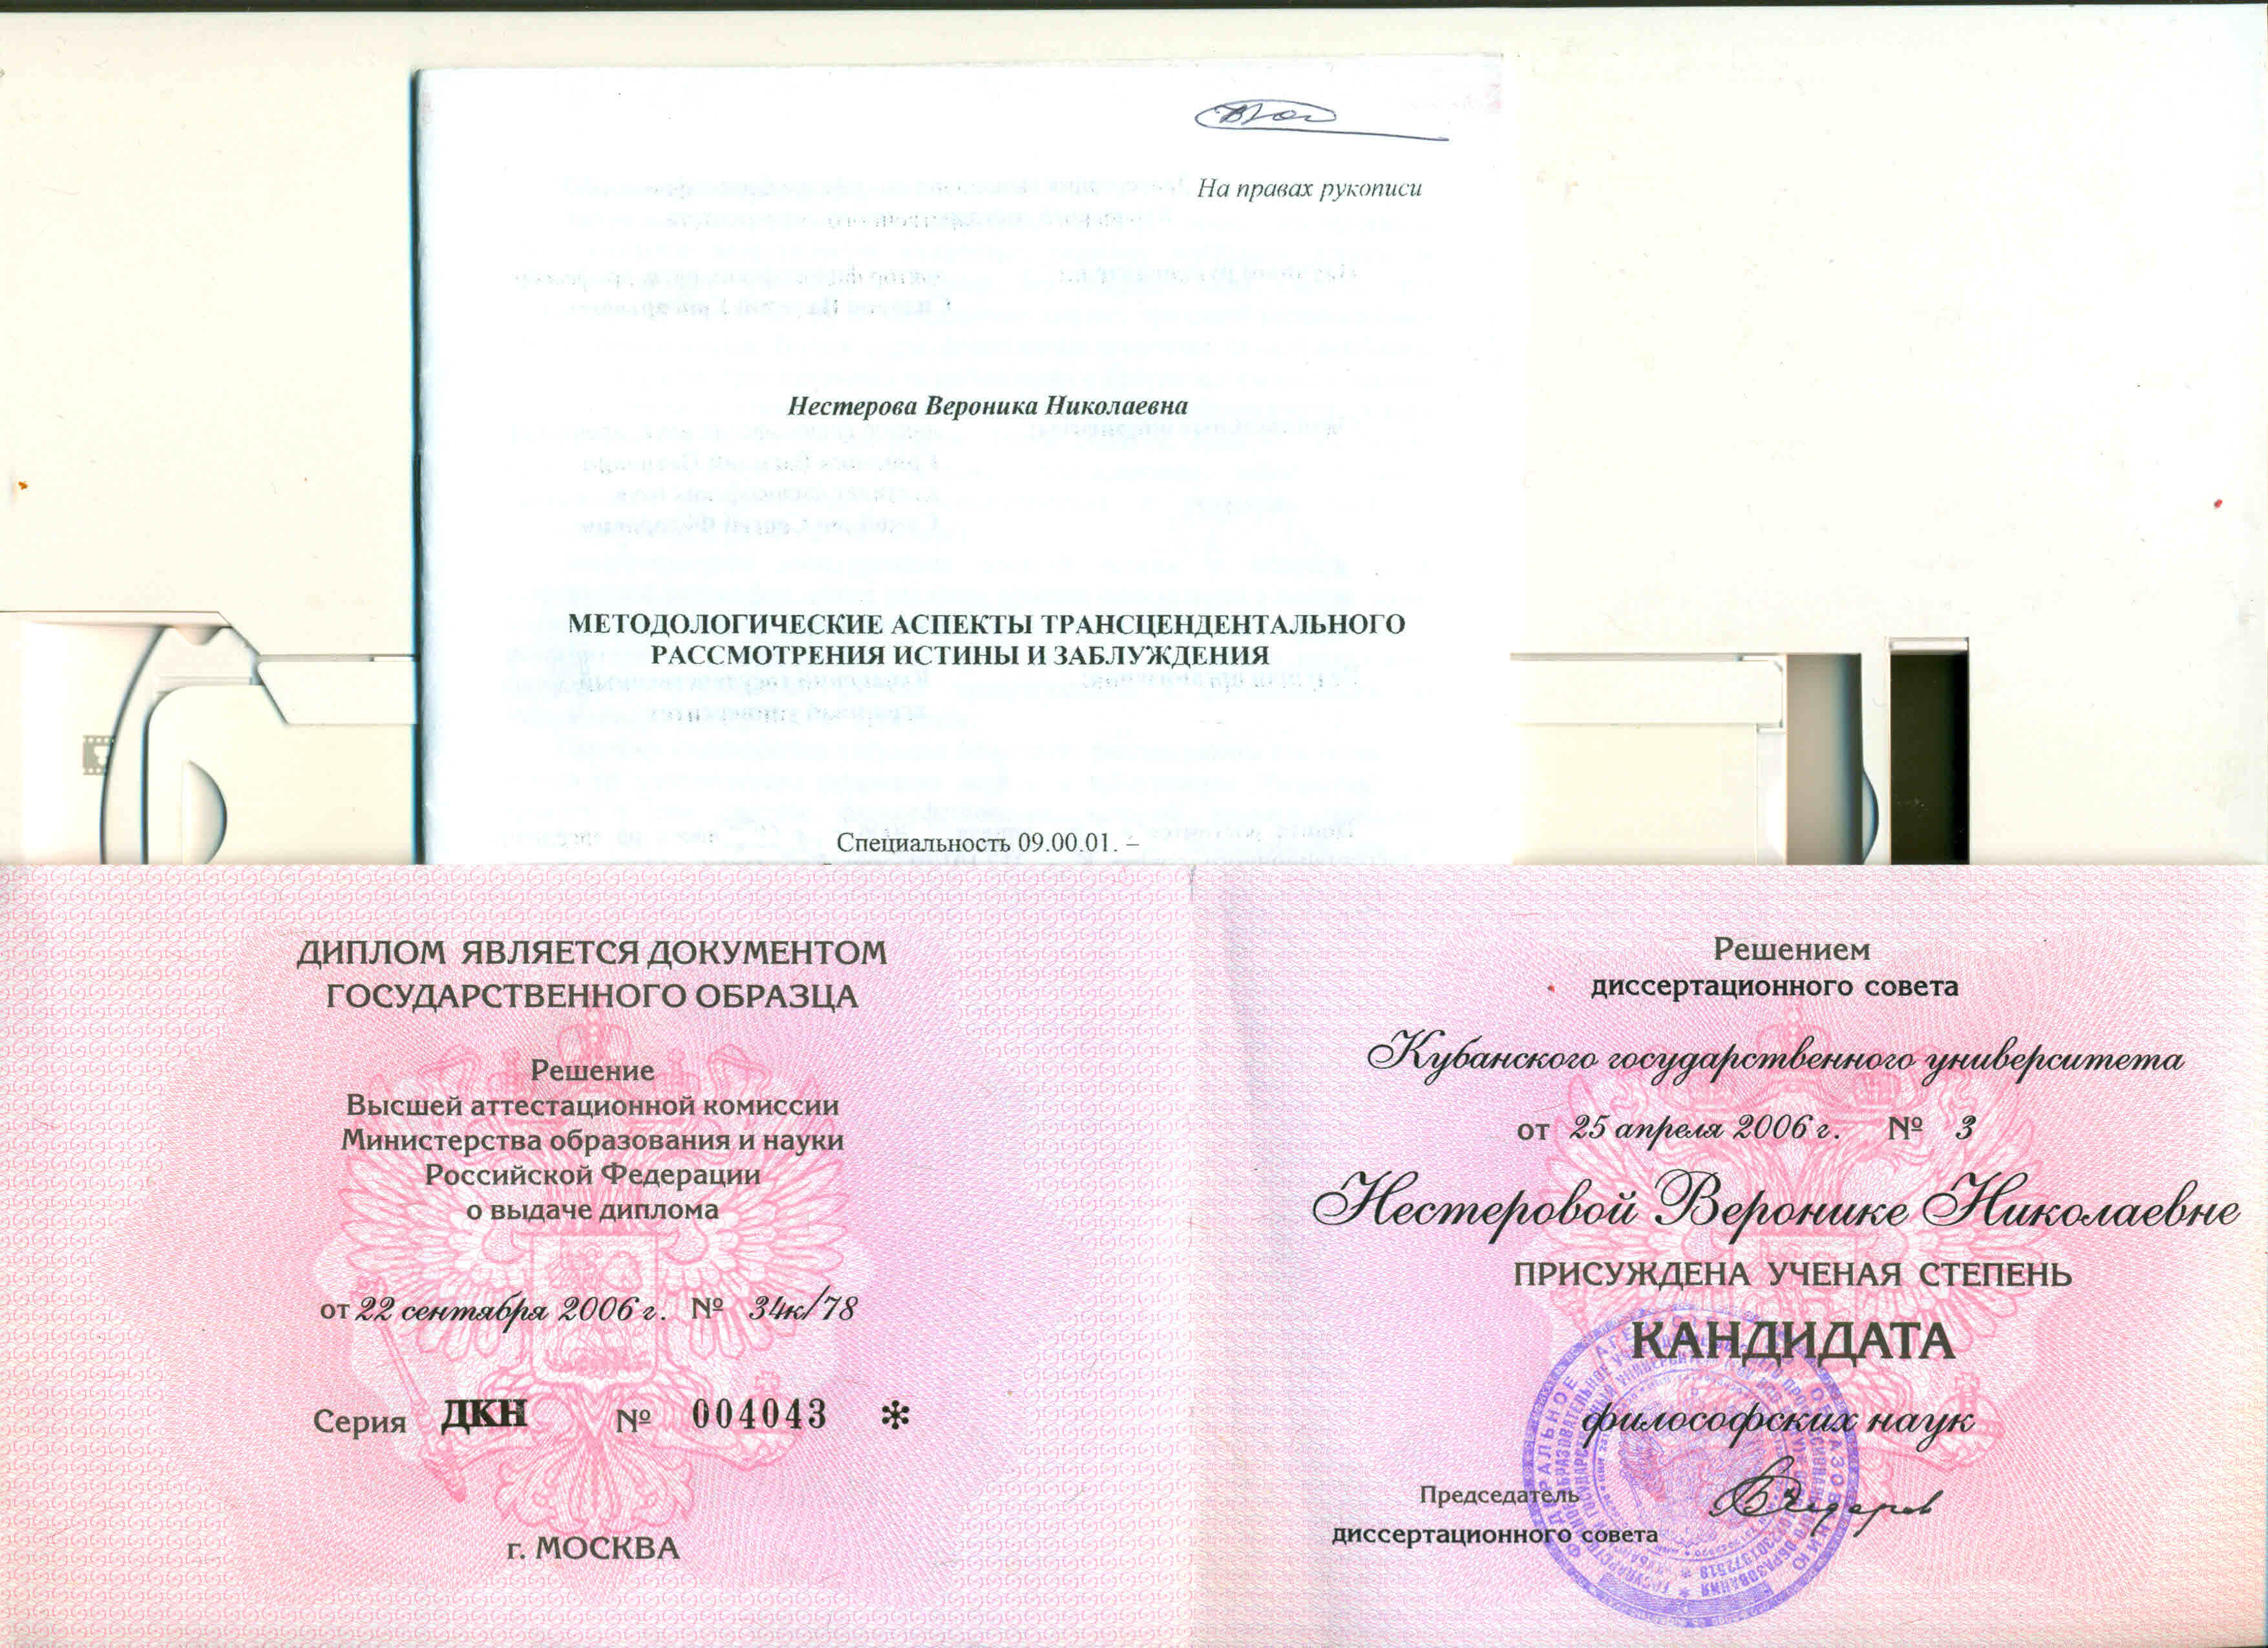 На правах рукописи
Нестерова Вероника Николаевна
МЕТОДОЛОГИЧЕСКИЕ АСПЕКТЫ ТРАНСЦЕНДЕНТАЛЬНОГО
РАССМОТРЕНИЯ ИСТИНЫ И ЗАБЛУЖДЕНИЯ
Специальность 09.00.01. –
ДИПЛОМ ЯВЛЯЕТСЯ ДОКУМЕНТОМ
ГОСУДАРСТВЕННОГО ОБРАЗЦА
Решение
Высшей аттестационной комиссии
Министерства образования и науки
Российской Федерации
о выдаче диплома
от 22 сентября 2006 г. № 34к/78
Серия ДКН № 004043 *
г. МОСКВА
Решением
диссертационного совета
Кубанского государственного университета
от 25 апреля 2006 г. № 3
Нестеровой Веронике Николаевне
ПРИСУЖДЕНА УЧЕНАЯ СТЕПЕНЬ
КАНДИДАТА
философских наук
Председатель
диссертационного совета